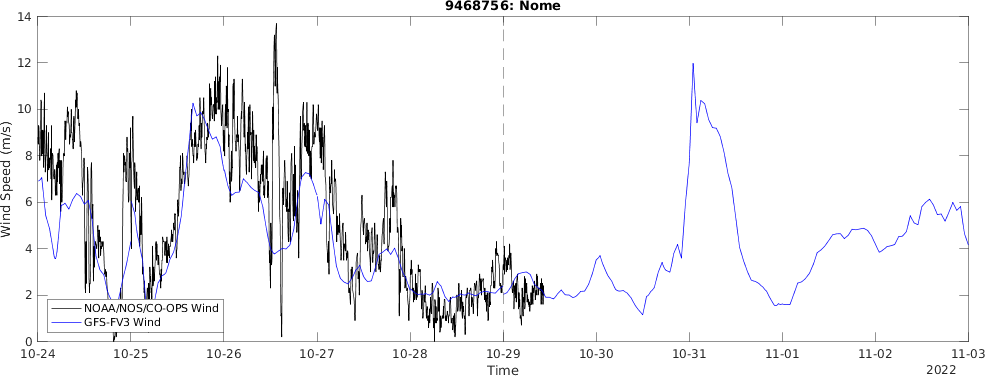 9468756: Nome
Wind Speed (m/s)
14
12
10
8
6
4
2
0
NOAA/NOS/CO-OPS Wind
GFS-FV3 Wind
10-24 10-25 10-26 10-27 10-28 10-29 10-30 10-31 11-01 11-02 11-03
Time
2022